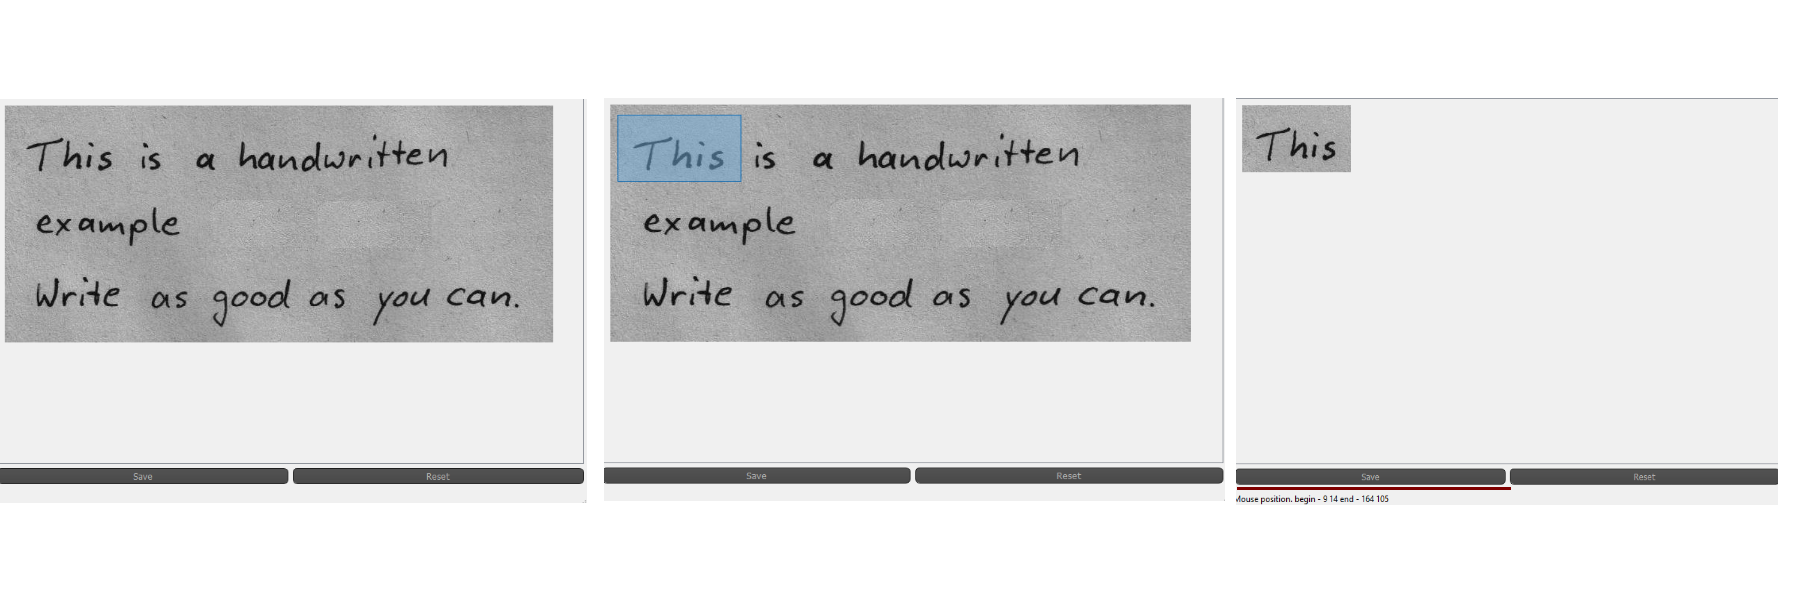 This is a handwritten
example
Write as good as you can.
Save Reset
This is a handwritten
example
Write as good as you can.
Save Reset
This
Save Reset
Mouse position. begin - 9 14 end - 164 105